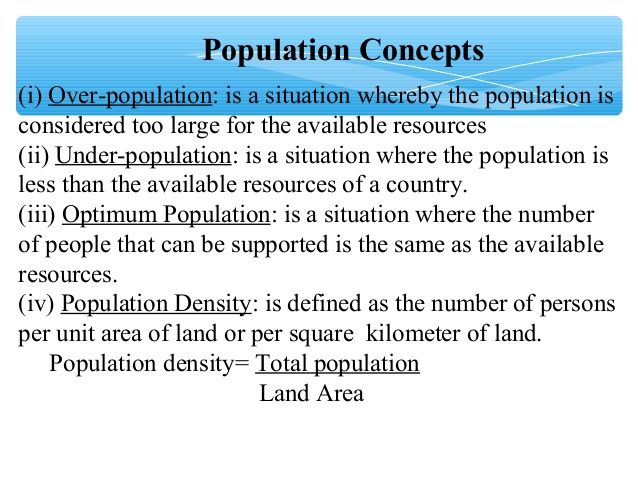 Population Concepts
(i) Over-population: is a situation whereby the population is
considered too large for the available resources
(ii) Under-population: is a situation where the population is
less than the available resources of a country.
(iii) Optimum Population: is a situation where the number
of people that can be supported is the same as the available
resources.
(iv) Population Density: is defined as the number of persons
per unit area of land or per square kilometer of land.
Population density= Total population
Land Area